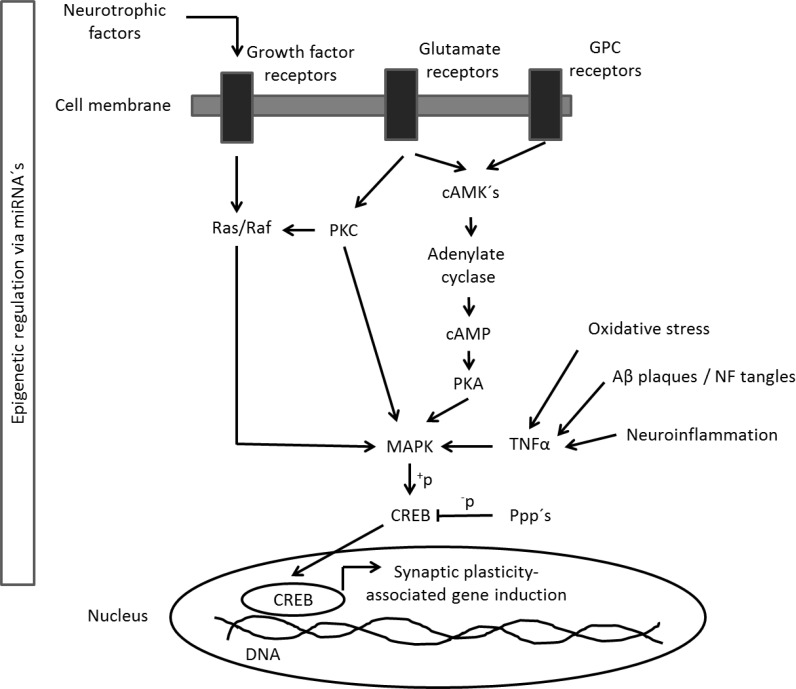 Neurotrophic
factors
Growth factor
receptors
Glutamate
receptors
GPC
receptors
Cell membrane
Epigenetic regulation via miRNA´s
cAMK´s
Ras/Raf
PKC
Adenylate
cyclase
cAMP
PKA
Oxidative stress
Aβ plaques / NF tangles
Neuroinflammation
MAPK
TNFα
+p
-p
CREB
Ppp´s
Synaptic plasticity-
associated gene induction
CREB
Nucleus
DNA